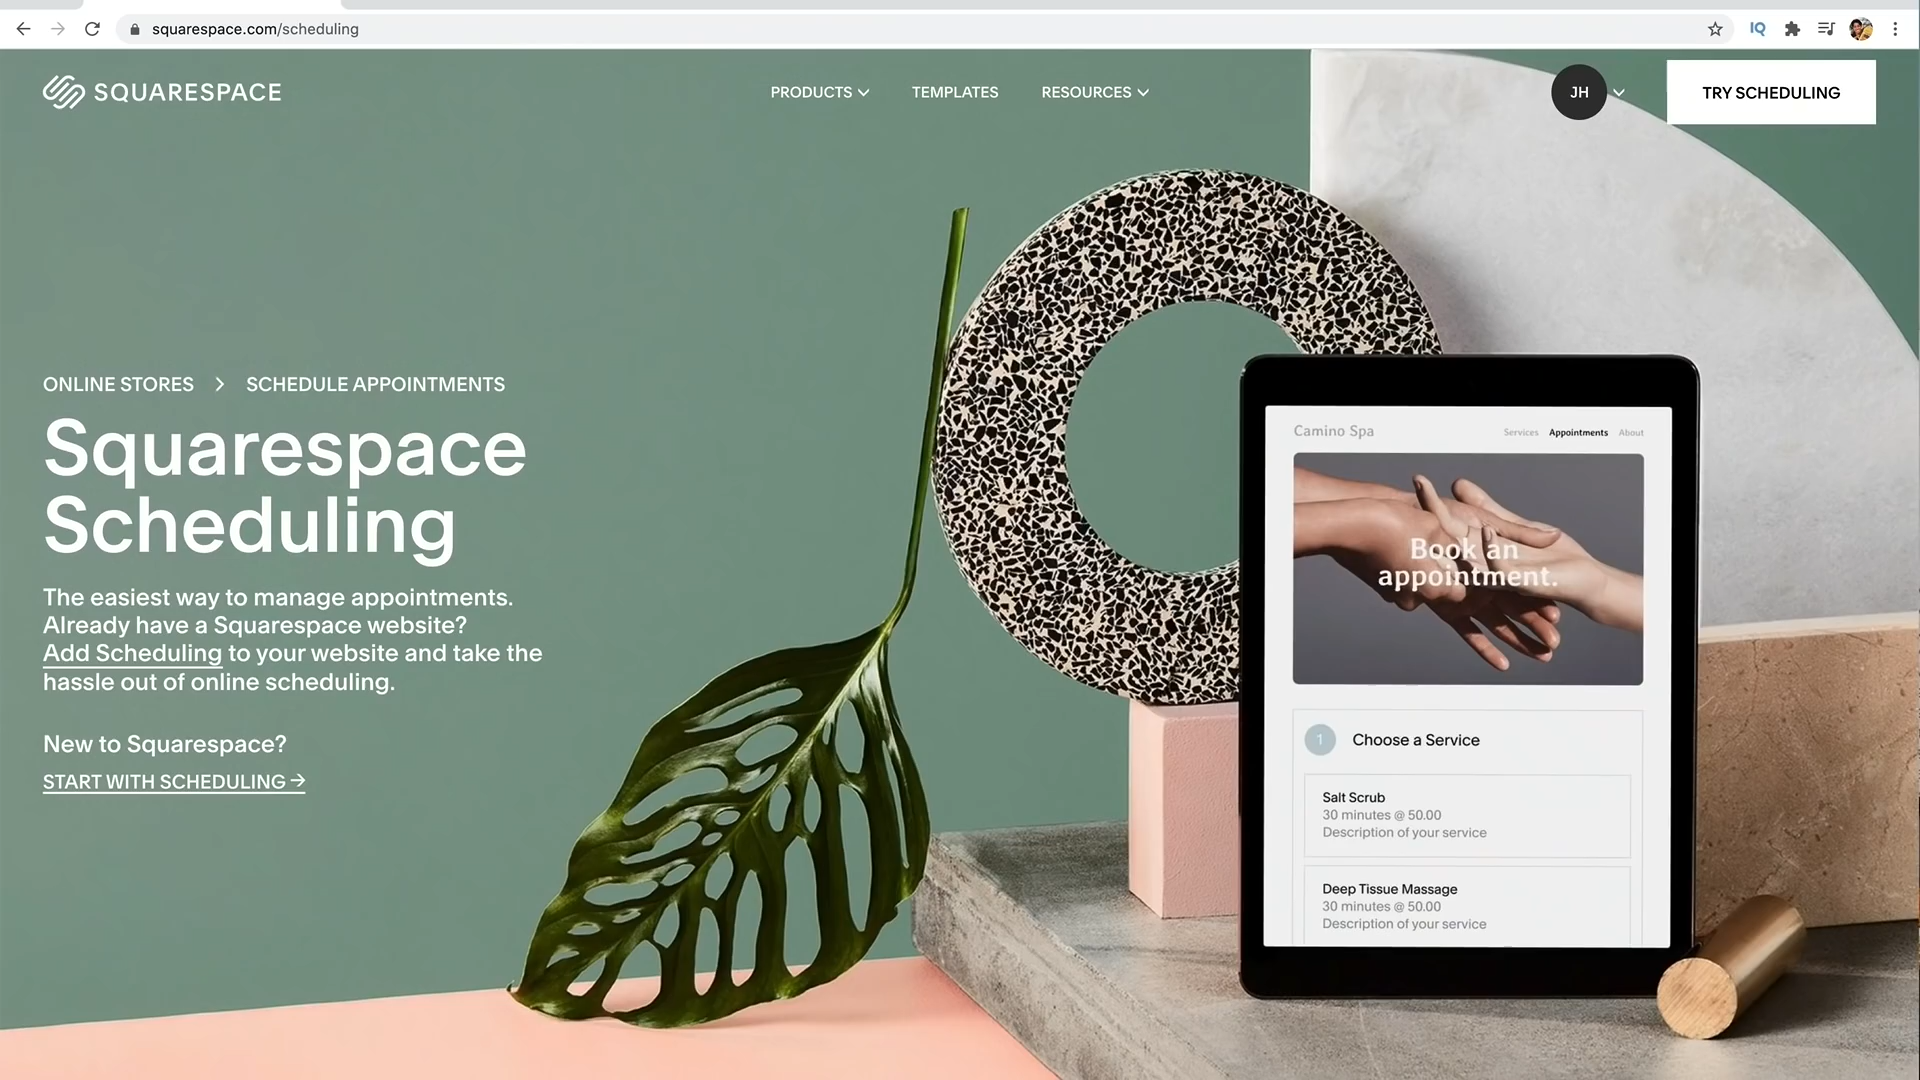 squarespace.com/scheduling
IQ
SQUARESPACE
PRODUCTS
TEMPLATES
RESOURCES
JH
TRY SCHEDULING
ONLINE STORES > SCHEDULE APPOINTMENTS
Squarespace
Scheduling
The easiest way to manage appointments.
Already have a Squarespace website?
Add Scheduling to your website and take the
hassle out of online scheduling.
New to Squarespace?
START WITH SCHEDULING →
Camino Spa
Services Appointments About
Book an
appointment.
1 Choose a Service
Salt Scrub
30 minutes @ 50.00
Description of your service
Deep Tissue Massage
30 minutes @ 50.00
Description of your service